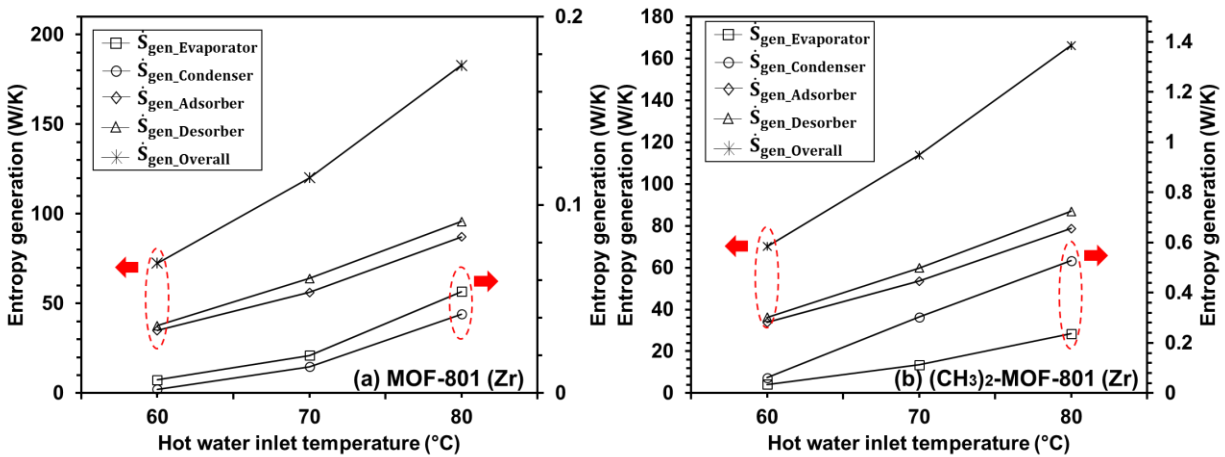 Entropy generation (W/K)
200
150
100
50
0
Ṡgen_Evaporator
Ṡgen_Condenser
Ṡgen_Adsorber
Ṡgen_Desorber
Ṡgen_Overall
(a) MOF-801 (Zr)
60
70
80
Hot water inlet temperature (°C)
0.2
0.1
0
Entropy generation (W/K)
Entropy generation (W/K)
180
160
140
120
100
80
60
40
20
0
Ṡgen_Evaporator
Ṡgen_Condenser
Ṡgen_Adsorber
Ṡgen_Desorber
Ṡgen_Overall
(b) (CH₃)₂-MOF-801 (Zr)
60
70
80
Hot water inlet temperature (°C)
1.4
1.2
1
0.8
0.6
0.4
0.2
0
Entropy generation (W/K)